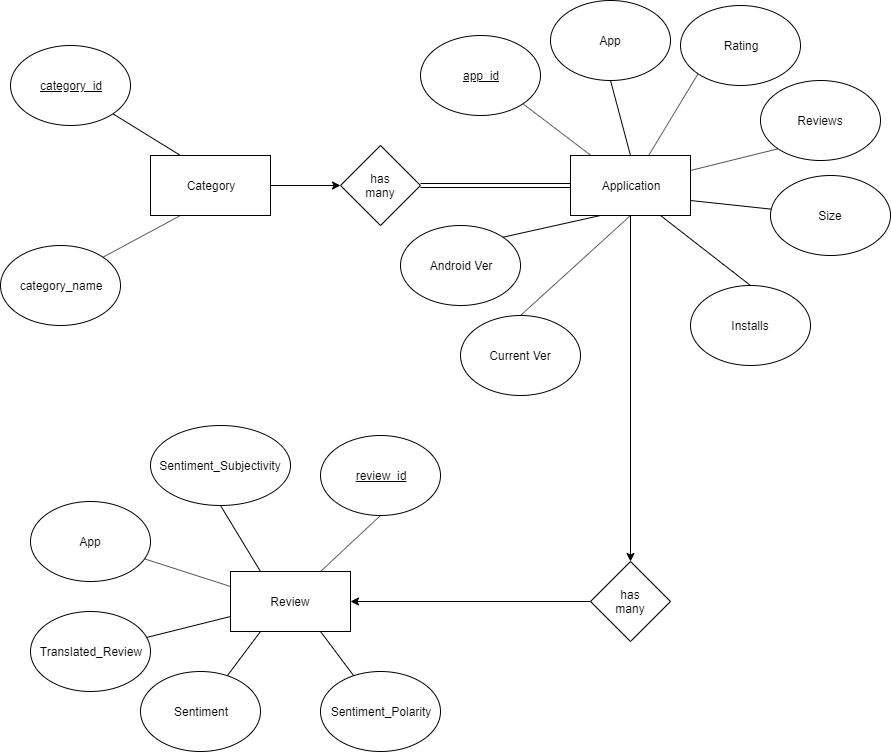 App
Rating
app_id
category_id
Reviews
has
many
Category
Application
Size
Android Ver
category_name
Installs
Current Ver
Sentiment_Subjectivity
review_id
App
Review
has
many
Translated_Review
Sentiment
Sentiment_Polarity